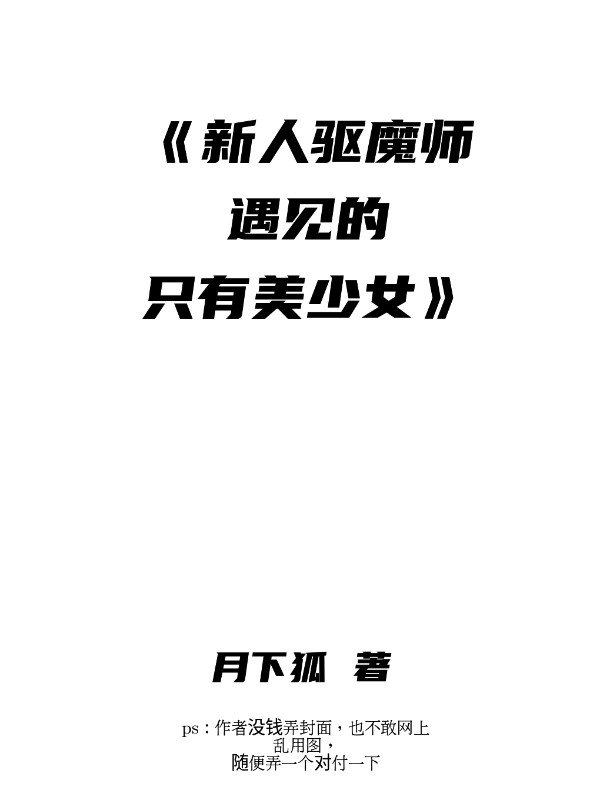 《新人驱魔师
遇见的
只有美少女》
月下狐 著
ps：作者没钱弄封面，也不敢网上
乱用图，
随便弄一个对付一下